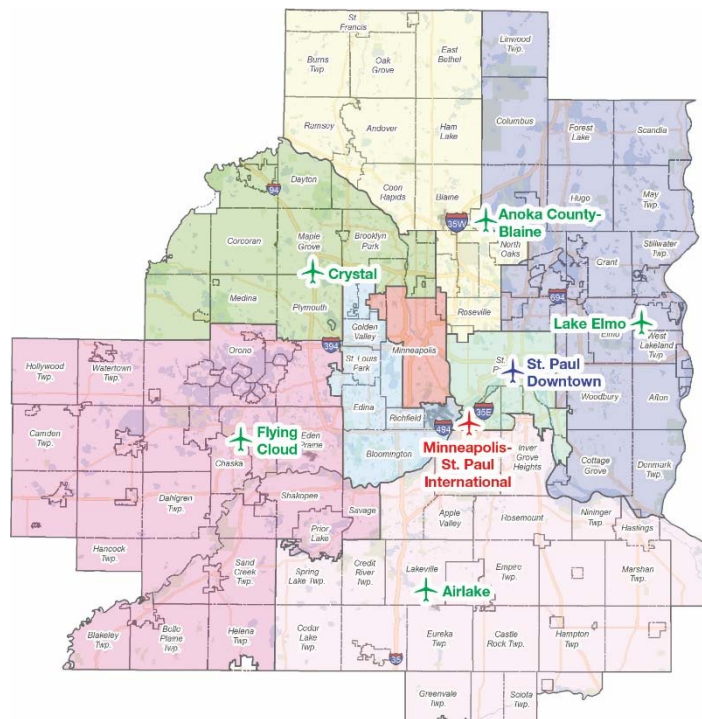 St
Francis
Linwood
Twp.
Burns
Twp
Oak
Grove
East
Bethel
Ramsey
Andover
Ham
Lake
Columbus
Forest
Lake
Scandia
Dayton
94
Coon
Rapids
Blaine
Hugo
May
Twp.
35W
Anoka County-
Blaine
Corcoran
Maple
Grove
Brooklyn
Park
North
Oaks
Stillwater
Twp.
Grant
Crystal
Medina
Plymouth
694
Roseville
Lake Elmo
Elmo
West
Lakeland
Twp
Golden
Valley
394
Orono
Minneapolis
St. Louis
Park
St.
P
St. Paul
Downtown
Hollywood
Twp.
Watertown
Twp.
Woodbury
Afton
Edina
Richfield
35E
494
Camden
Twp.
Flying
Cloud
Eden
Prairie
Chaska
Minneapolis-
St. Paul
International
Bloomington
Inver
Grove
Heights
Cottage
Grove
Denmark
Twp.
Dahlgren
Twp.
Shakopee
Savage
Apple
Valley
Rosemount
Nininger
Twp
Hastings
Prior
Lake
Hancock
Twp.
Sand
Creek
Twp.
Spring
Lake Twp.
Credit
River Twp
Lakeville
Empire
Twp.
Marshan
Twp.
Airlake
Blakeley
Twp.
Belle
Plaine
Twp
Helena
Twp
Cedar
Lake
Twp.
Eureka
Twp.
Castle
Rock Twp.
Hampton
Twp
35
Greenvale
Twp.
Sciota
Twp